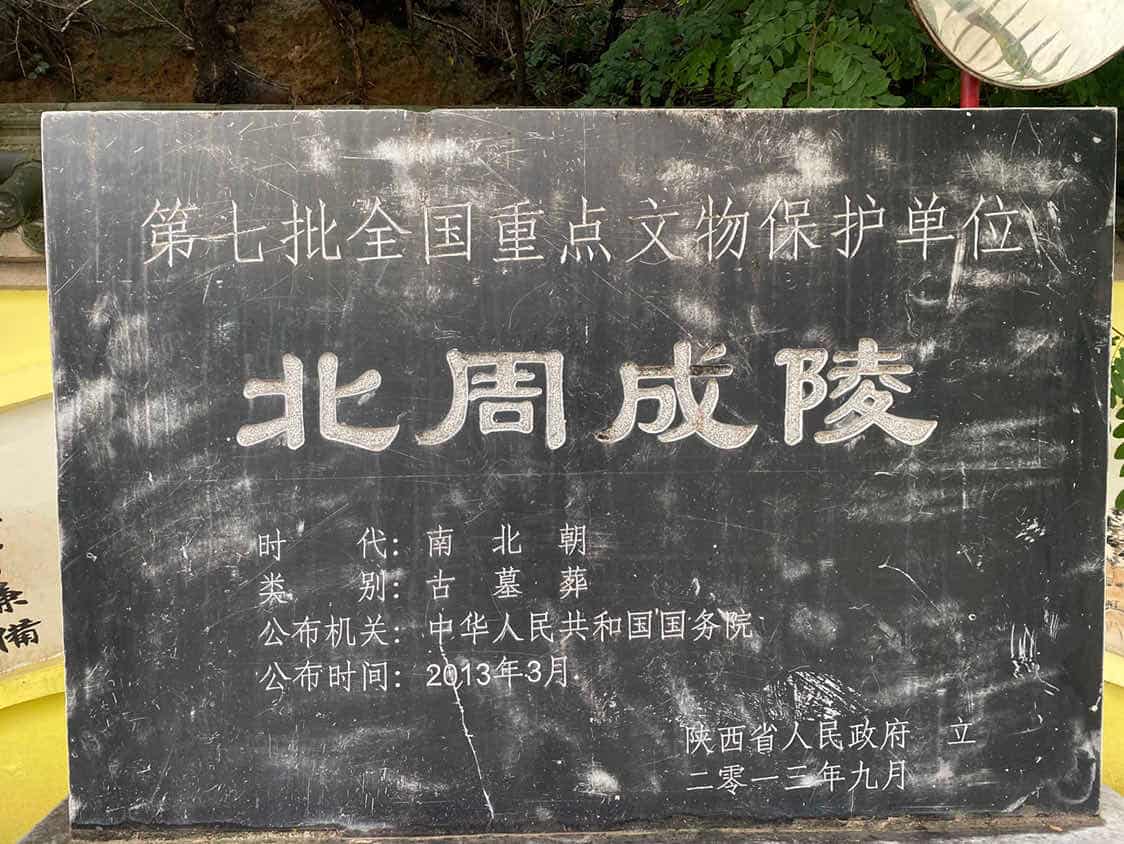 第七批全国重点文物保护单位
北周成陵
时 代: 南 北 朝
类 别: 古 墓 葬
公布机关: 中华人民共和国国务院
公布时间: 2013年3月
陕西省人民政府 立
二零一三年九月